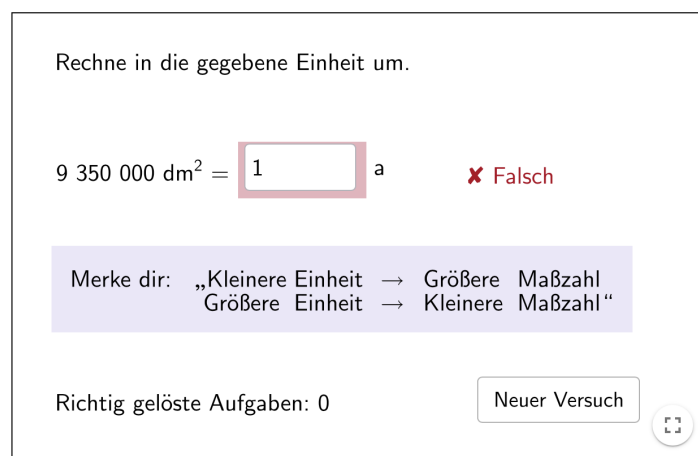 Rechne in die gegebene Einheit um.
9 350 000 dm² = 1 a ✘ Falsch
Merke dir: „Kleinere Einheit → Größere Maßzahl
Größere Einheit → Kleinere Maßzahl“
Richtig gelöste Aufgaben: 0 Neuer Versuch